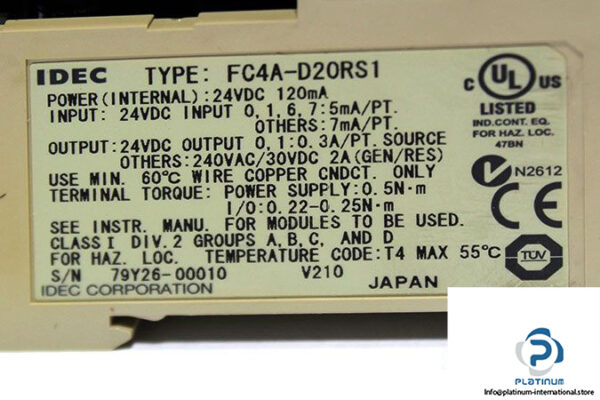 IDEC TYPE: FC4A-D20RS1
POWER(INTERNAL):24VDC 120mA
INPUT: 24VDC INPUT 0,1,6,7:5mA/PT.
OTHERS:7mA/PT.
OUTPUT:24VDC OUTPUT 0,1:0.3A/PT. SOURCE
OTHERS:240VAC/30VDC 2A(GEN/RES)
USE MIN. 60℃ WIRE COPPER CNDCT. ONLY
TERMINAL TORQUE: POWER SUPPLY:0.5N·m
I/O:0.22-0.25N·m
SEE INSTR. MANU. FOR MODULES TO BE USED.
CLASS I DIV.2 GROUPS A,B,C, AND D
FOR HAZ. LOC. TEMPERATURE CODE:T4 MAX 55℃
S/N 79Y26-00010 V210
IDEC CORPORATION JAPAN
C UL US
LISTED
IND.CONT. EQ.
FOR HAZ. LOC.
47BN
N2612
CE
TÜV
PLATINUM
Info@platinum-international.store